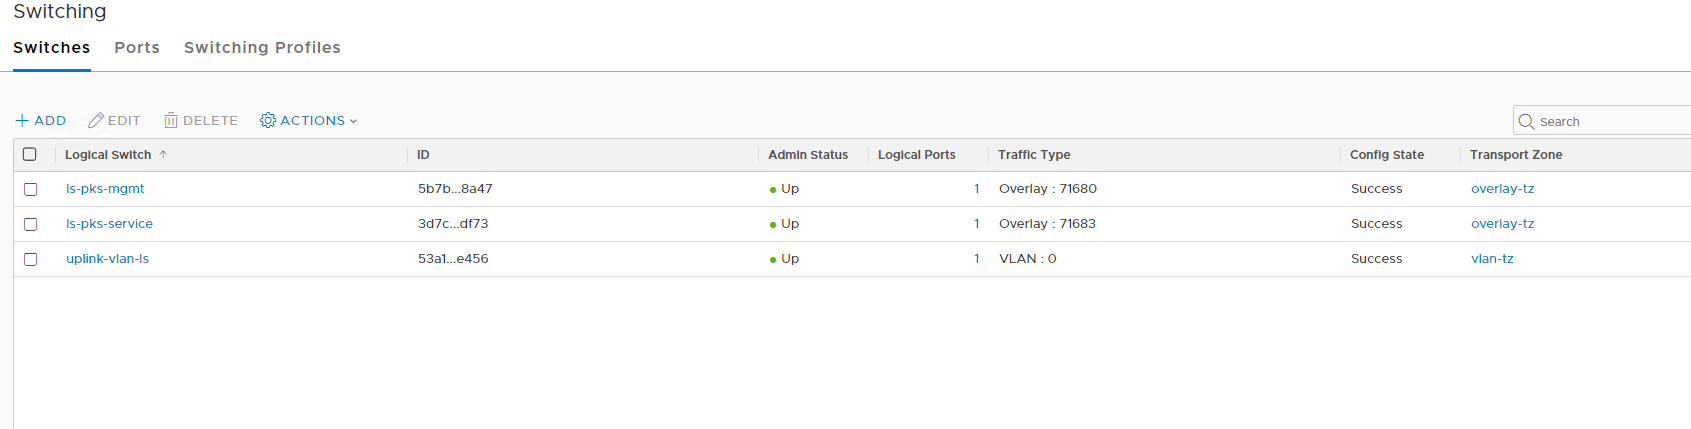 Switching
Switches Ports Switching Profiles
ADD EDIT DELETE ACTIONS Search
Logical Switch ID Admin Status Logical Ports Traffic Type Config State Transport Zone
ls-pks-mgmt 5b7b...8a47 Up 1 Overlay : 71680 Success overlay-tz
ls-pks-service 3d7c...df73 Up 1 Overlay : 71683 Success overlay-tz
uplink-vlan-ls 53a1...e456 Up 1 VLAN : 0 Success vlan-tz